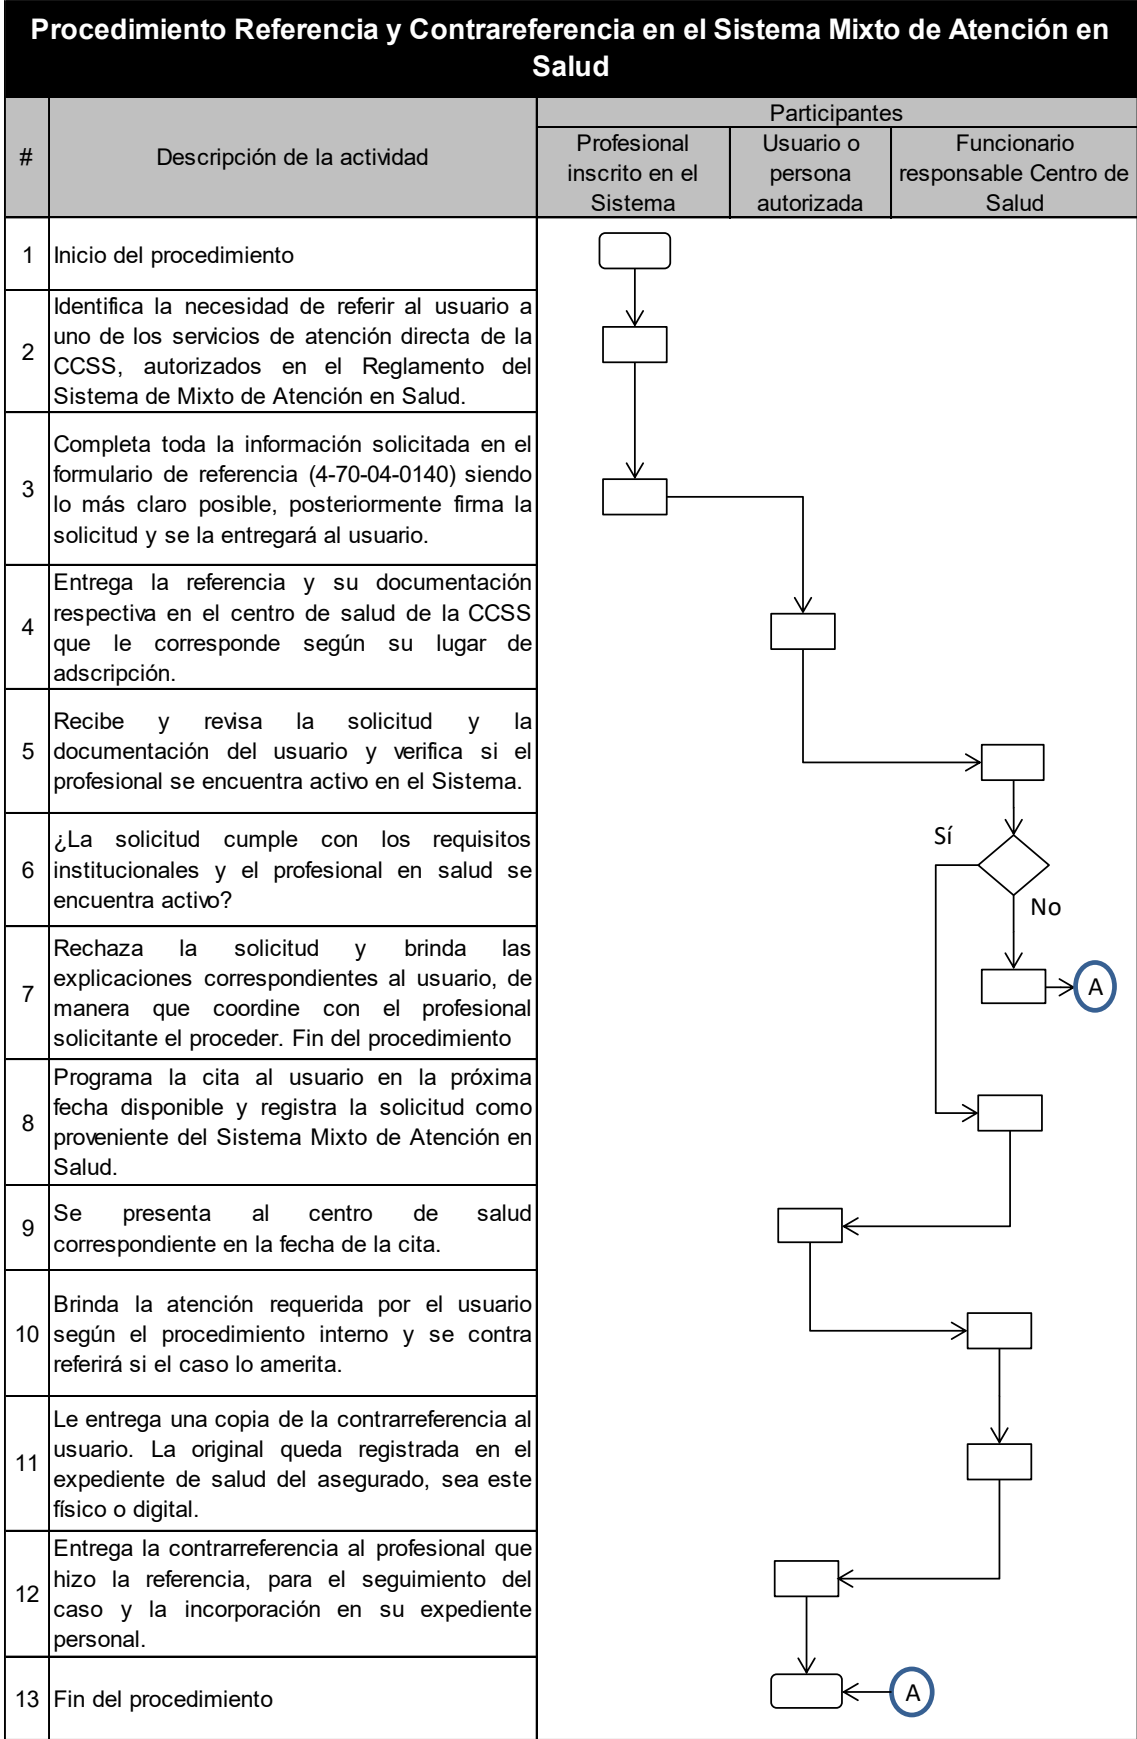 Procedimiento Referencia y Contrareferencia en el Sistema Mixto de Atención en
Salud
#
Descripción de la actividad
Participantes
Profesional
inscrito en el
Sistema
Usuario o
persona
autorizada
Funcionario
responsable Centro de
Salud
1
Inicio del procedimiento
2
Identifica la necesidad de referir al usuario a
uno de los servicios de atención directa de la
CCSS, autorizados en el Reglamento del
Sistema de Mixto de Atención en Salud.
3
Completa toda la información solicitada en el
formulario de referencia (4-70-04-0140) siendo
lo más claro posible, posteriormente firma la
solicitud y se la entregará al usuario.
4
Entrega la referencia y su documentación
respectiva en el centro de salud de la CCSS
que le corresponde según su lugar de
adscripción.
5
Recibe y revisa la solicitud y la
documentación del usuario y verifica si el
profesional se encuentra activo en el Sistema.
6
¿La solicitud cumple con los requisitos
institucionales y el profesional en salud se
encuentra activo?
Sí
No
7
Rechaza la solicitud y brinda las
explicaciones correspondientes al usuario, de
manera que coordine con el profesional
solicitante el proceder. Fin del procedimiento
A
8
Programa la cita al usuario en la próxima
fecha disponible y registra la solicitud como
proveniente del Sistema Mixto de Atención en
Salud.
9
Se presenta al centro de salud
correspondiente en la fecha de la cita.
10
Brinda la atención requerida por el usuario
según el procedimiento interno y se contra
referirá si el caso lo amerita.
11
Le entrega una copia de la contrarreferencia al
usuario. La original queda registrada en el
expediente de salud del asegurado, sea este
físico o digital.
12
Entrega la contrarreferencia al profesional que
hizo la referencia, para el seguimiento del
caso y la incorporación en su expediente
personal.
13
Fin del procedimiento
A